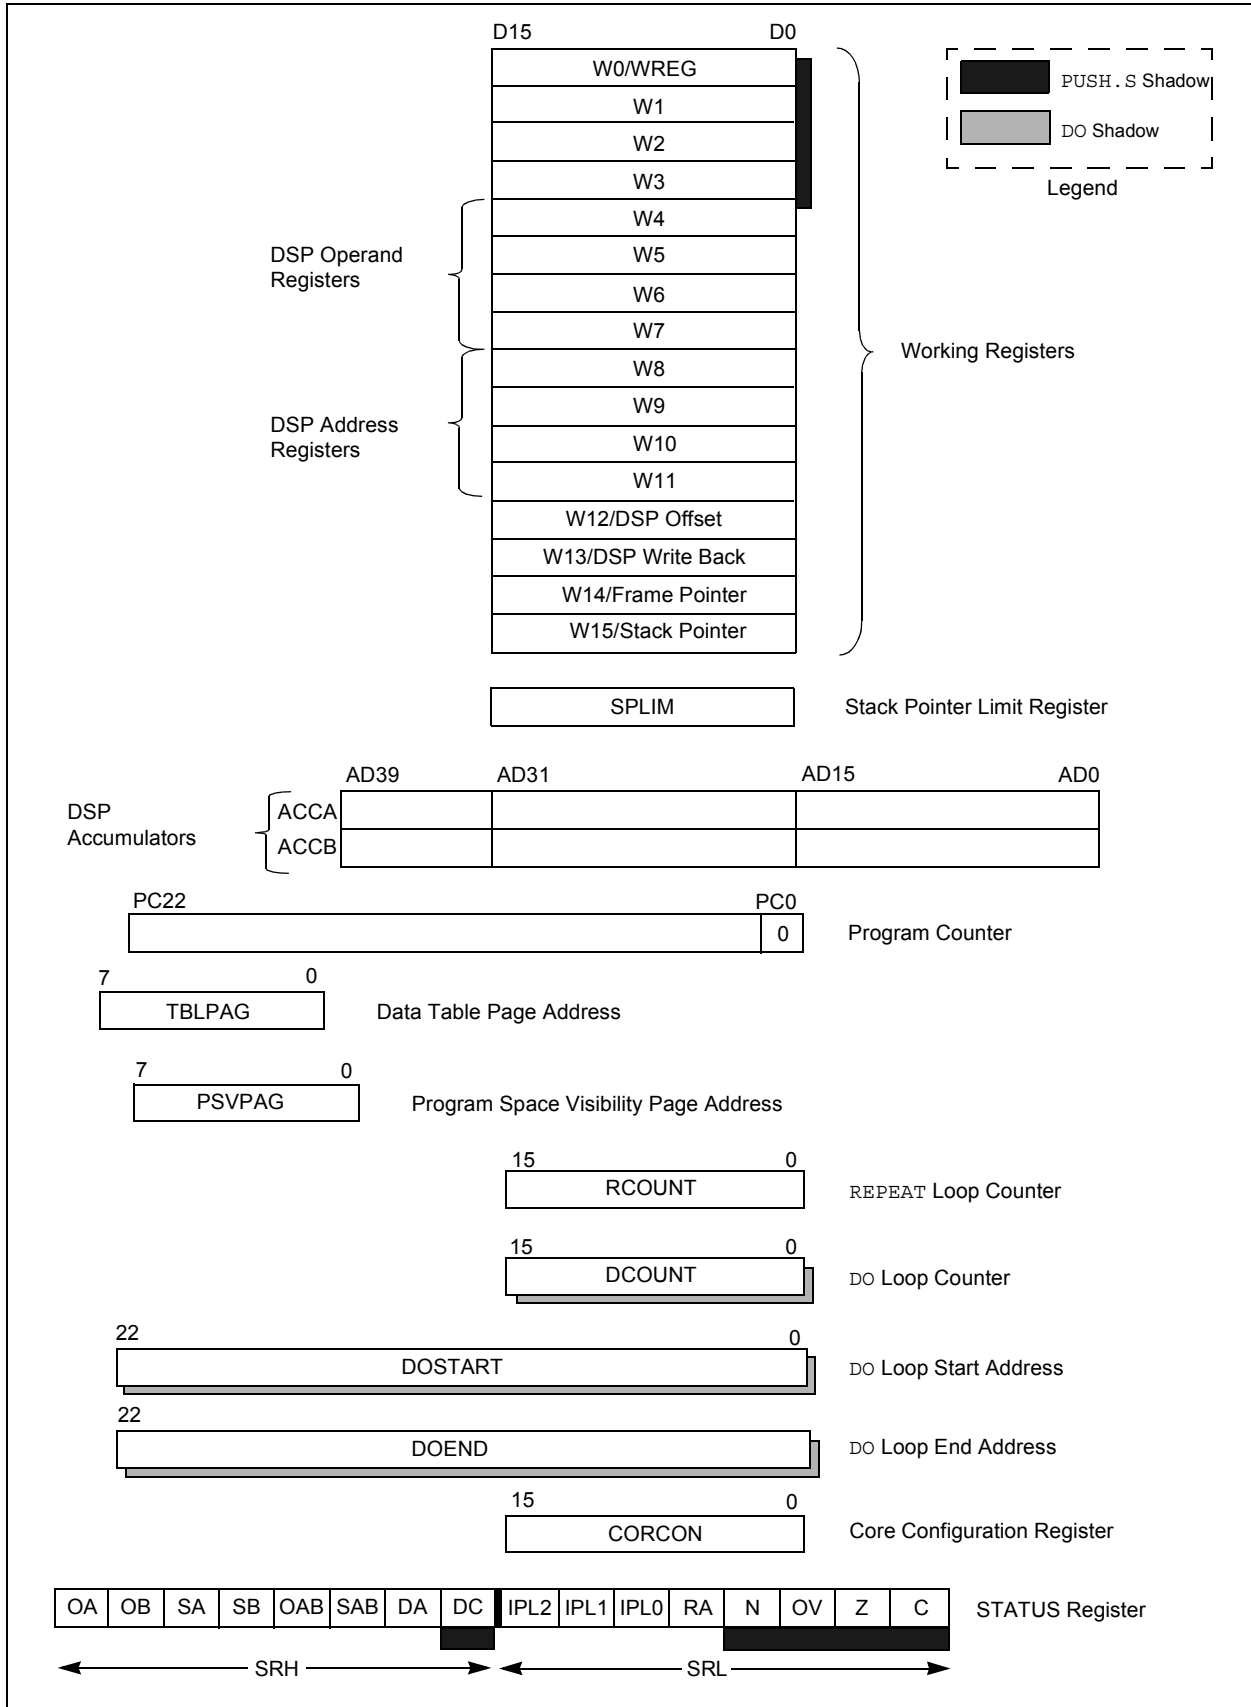 D15 D0
W0/WREG
W1
W2
W3
W4
W5
W6
W7
W8
W9
W10
W11
W12/DSP Offset
W13/DSP Write Back
W14/Frame Pointer
W15/Stack Pointer
PUSH.S Shadow
DO Shadow
Legend
DSP Operand
Registers
DSP Address
Registers
Working Registers
SPLIM Stack Pointer Limit Register
AD39 AD31 AD15 AD0
DSP
Accumulators
ACCA
ACCB
PC22 PC0
0 Program Counter
7 0
TBLPAG Data Table Page Address
7 0
PSVPAG Program Space Visibility Page Address
15 0
RCOUNT REPEAT Loop Counter
15 0
DCOUNT DO Loop Counter
22 0
DOSTART DO Loop Start Address
22
DOEND DO Loop End Address
15 0
CORCON Core Configuration Register
OA OB SA SB OAB SAB DA DC IPL2 IPL1 IPL0 RA N OV Z C STATUS Register
SRH SRL